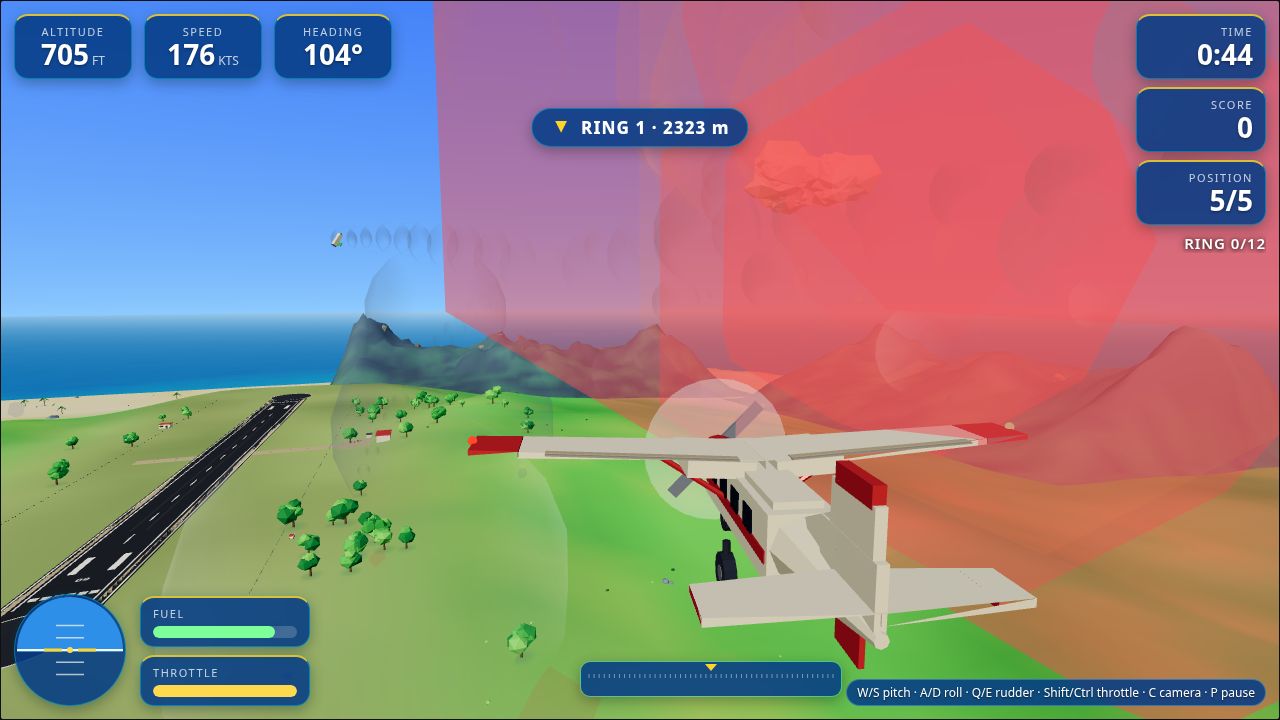 ALTITUDE
705 FT
SPEED
176 KTS
HEADING
104°
TIME
0:44
SCORE
0
POSITION
5/5
RING 0/12
▼ RING 1 · 2323 m
FUEL
THROTTLE
W/S pitch · A/D roll · Q/E rudder · Shift/Ctrl throttle · C camera · P pause